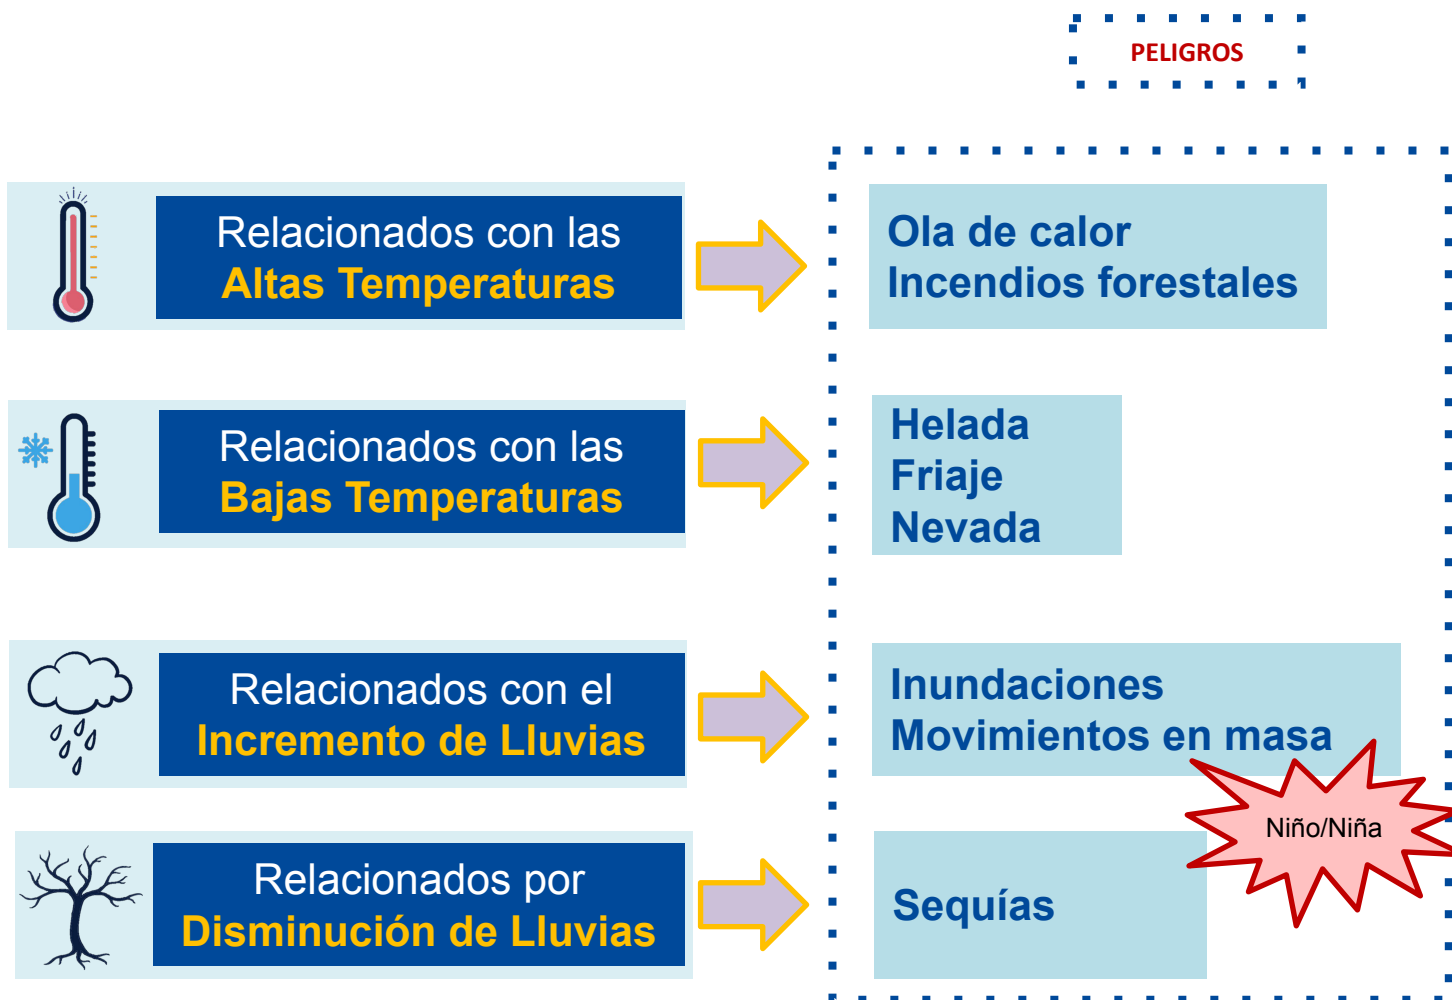 PELIGROS
Relacionados con las
Altas Temperaturas
Ola de calor
Incendios forestales
Relacionados con las
Bajas Temperaturas
Helada
Friaje
Nevada
Relacionados con el
Incremento de Lluvias
Inundaciones
Movimientos en masa
Niño/Niña
Relacionados por
Disminución de Lluvias
Sequías